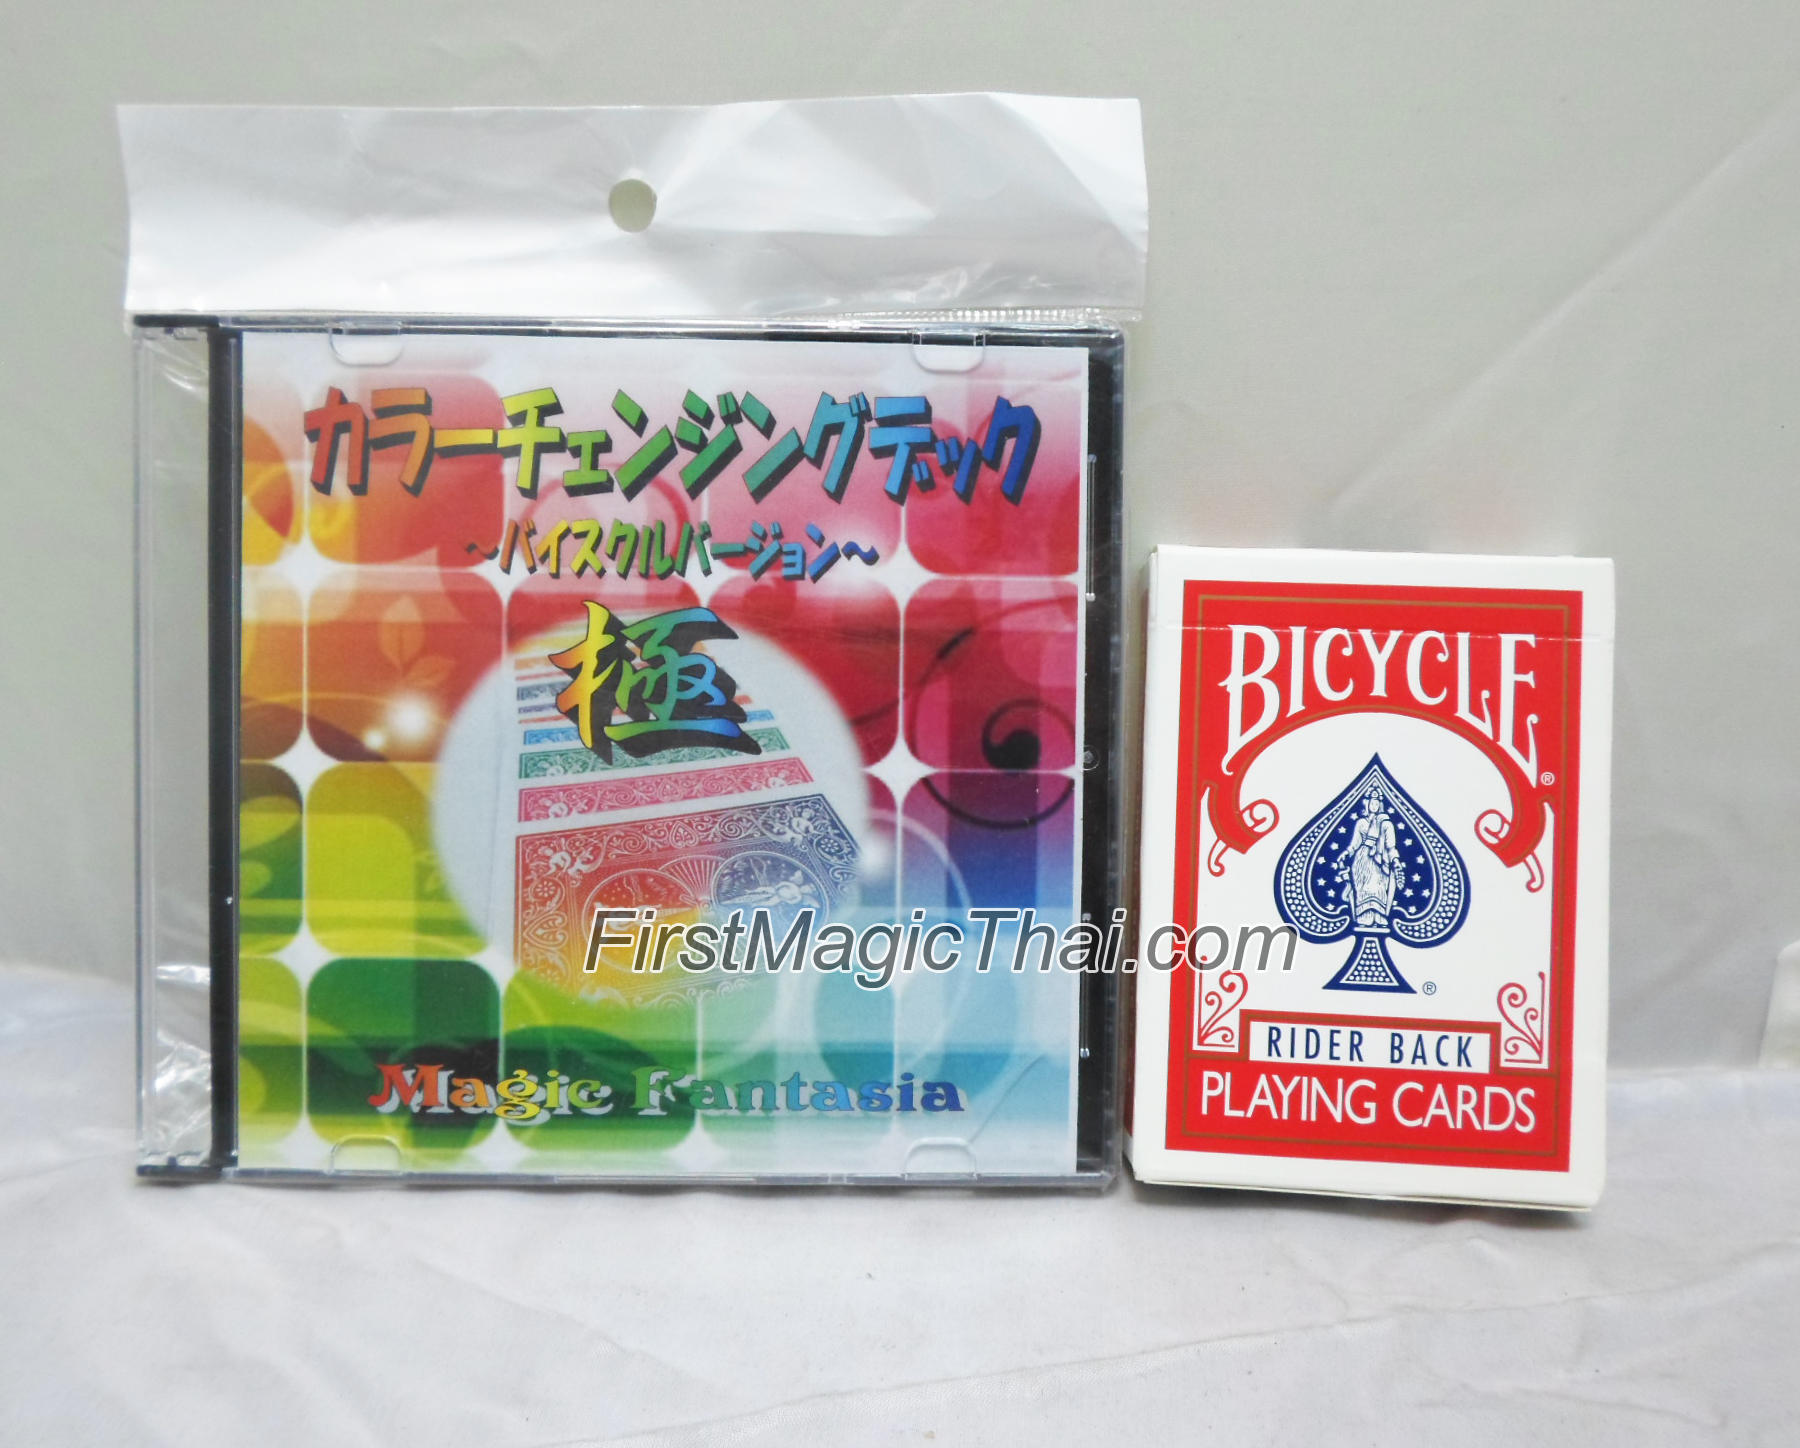 カラーチェンジングデック
～バイスクルバージョン～
極
Magic Fantasia
BICYCLE®
®
RIDER BACK
PLAYING CARDS
FirstMagicThai.com